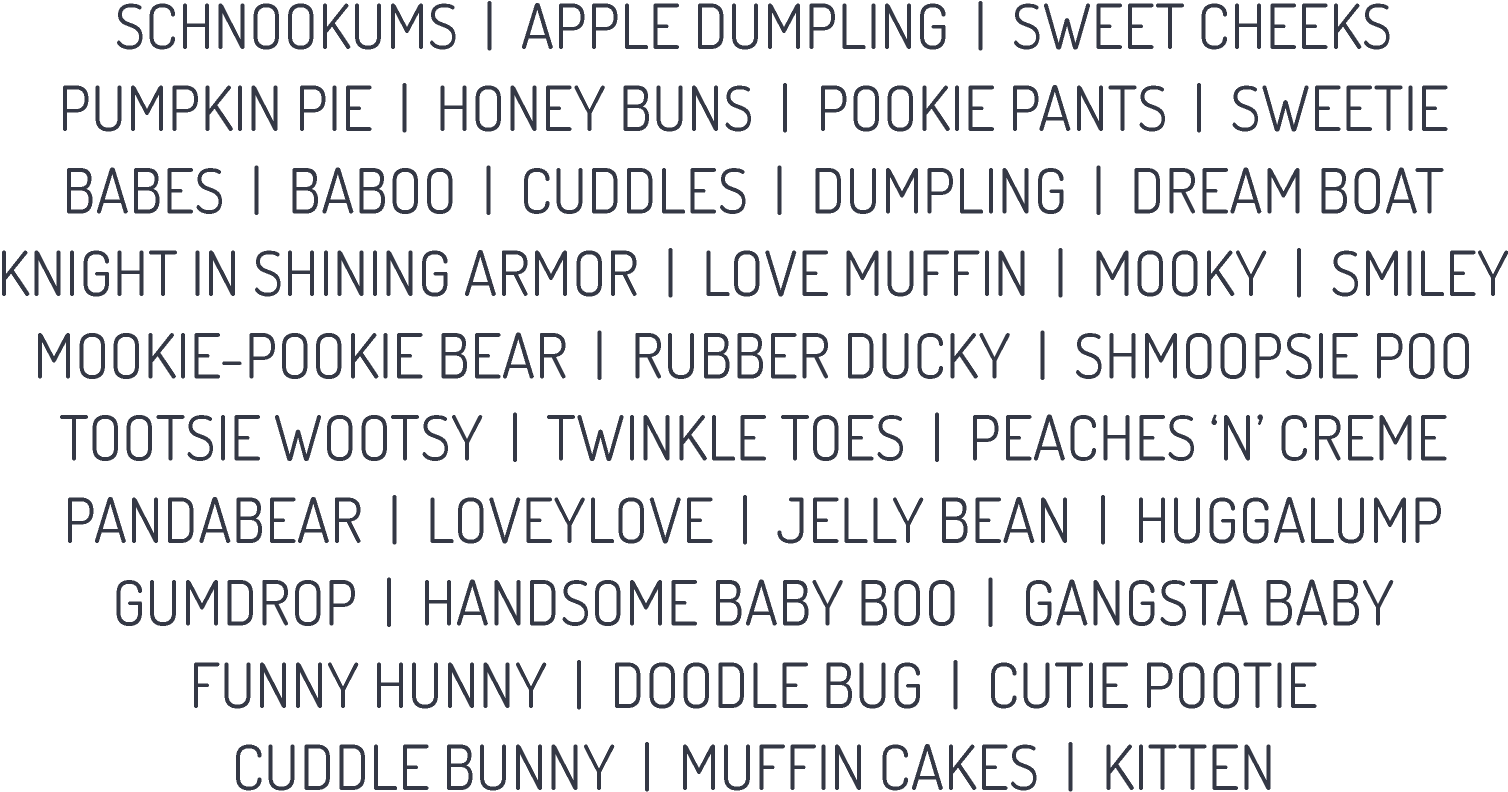 SCHNOOKUMS | APPLE DUMPLING | SWEET CHEEKS
PUMPKIN PIE | HONEY BUNS | POOKIE PANTS | SWEETIE
BABES | BABOO | CUDDLES | DUMPLING | DREAM BOAT
KNIGHT IN SHINING ARMOR | LOVE MUFFIN | MOOKY | SMILEY
MOOKIE-POOKIE BEAR | RUBBER DUCKY | SHMOOPSIE POO
TOOTSIE WOOTSY | TWINKLE TOES | PEACHES ‘N’ CREME
PANDABEAR | LOVEYLOVE | JELLY BEAN | HUGGALUMP
GUMDROP | HANDSOME BABY BOO | GANGSTA BABY
FUNNY HUNNY | DOODLE BUG | CUTIE POOTIE
CUDDLE BUNNY | MUFFIN CAKES | KITTEN